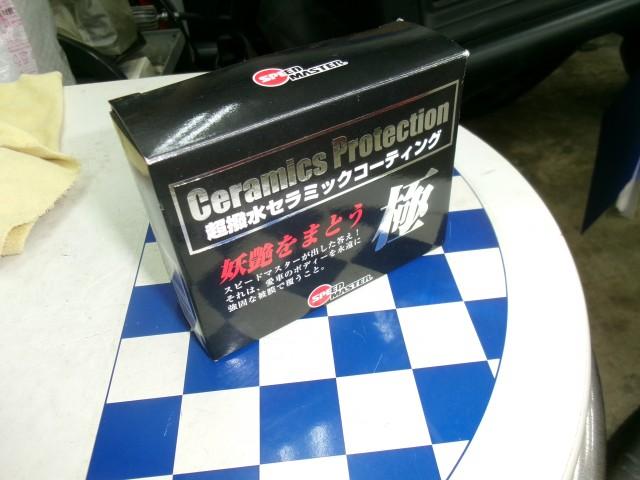 SPEED
MASTER
Ceramics Protection
超撥水セラミックコーティング
妖艶をまとう
極
スピードマスターが出した答え!
それは、愛車のボディーを永遠に
強固な被膜で覆うこと。
SPEED
MASTER